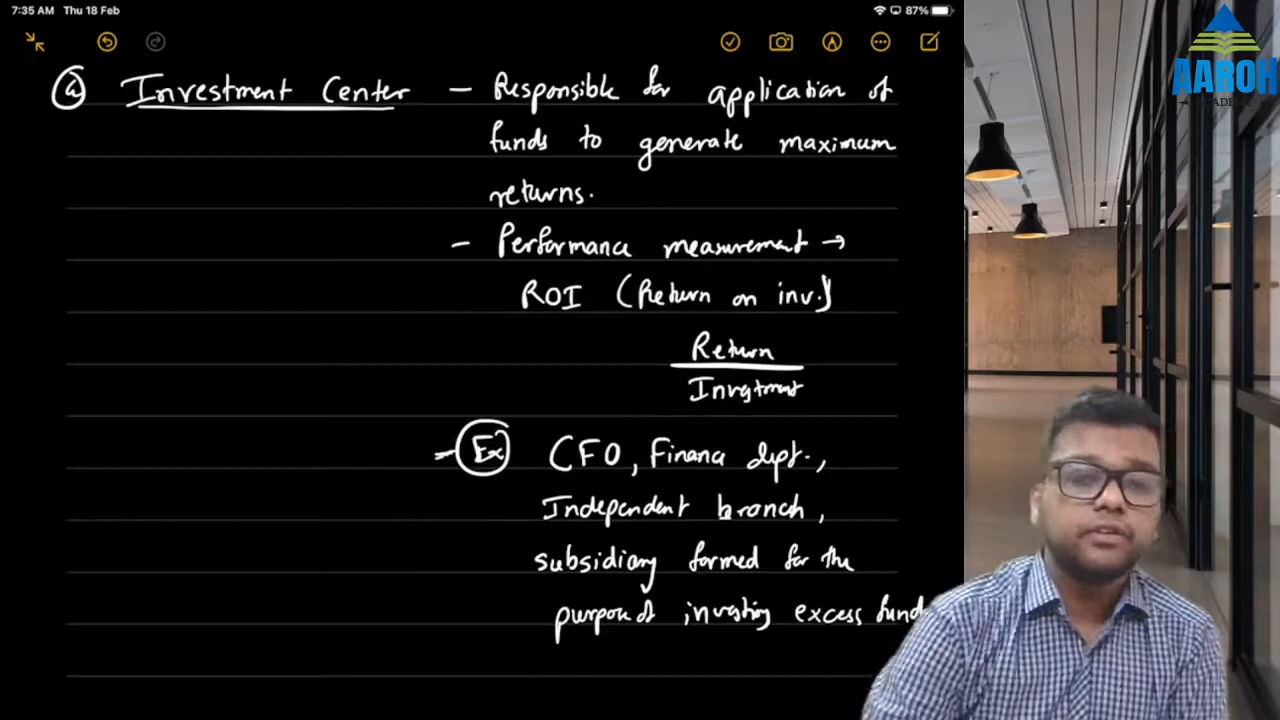 7:35 AM Thu 18 Feb
87%
AAROH
Investment Center – Responsible for application of
funds to generate maximum
returns.
– Performance measurement →
ROI (Return on inv.)
Return
Investment
– Ex CFO, Finance dept.,
Independent branch,
subsidiary formed for the
purpose of investing excess fund